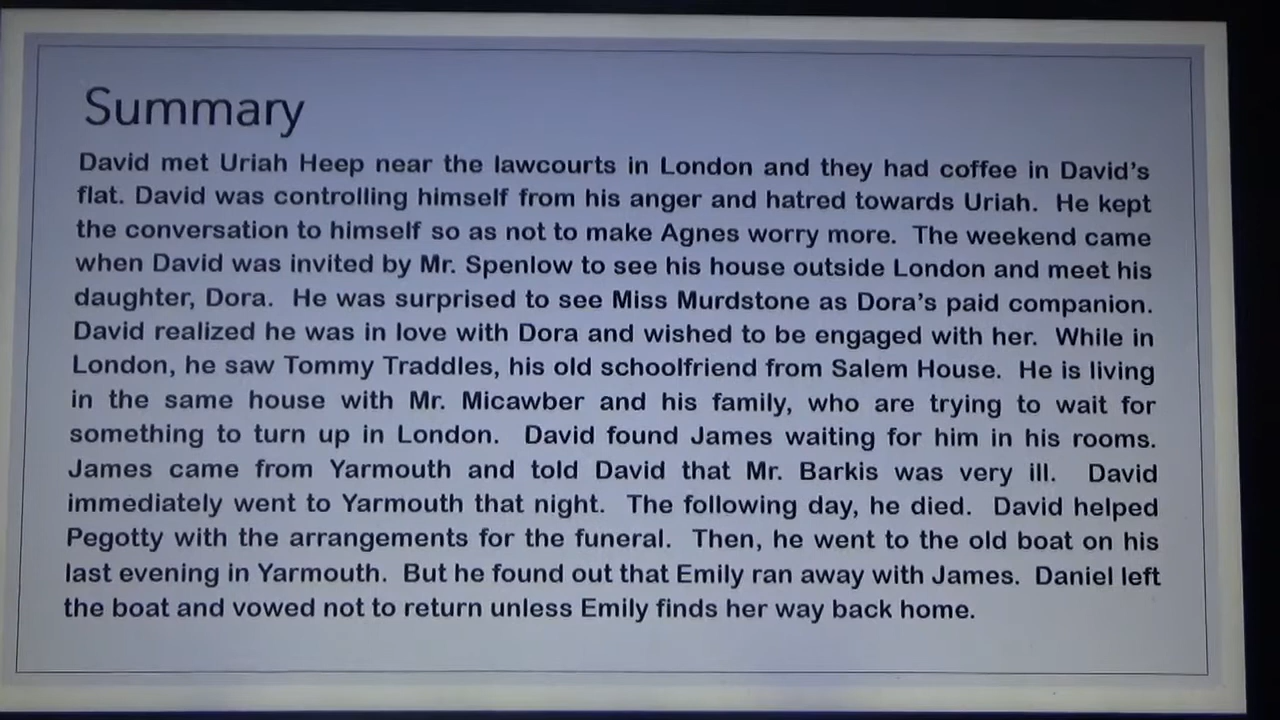 Summary
David met Uriah Heep near the lawcourts in London and they had coffee in David’s
flat. David was controlling himself from his anger and hatred towards Uriah. He kept
the conversation to himself so as not to make Agnes worry more. The weekend came
when David was invited by Mr. Spenlow to see his house outside London and meet his
daughter, Dora. He was surprised to see Miss Murdstone as Dora’s paid companion.
David realized he was in love with Dora and wished to be engaged with her. While in
London, he saw Tommy Traddles, his old schoolfriend from Salem House. He is living
in the same house with Mr. Micawber and his family, who are trying to wait for
something to turn up in London. David found James waiting for him in his rooms.
James came from Yarmouth and told David that Mr. Barkis was very ill. David
immediately went to Yarmouth that night. The following day, he died. David helped
Pegotty with the arrangements for the funeral. Then, he went to the old boat on his
last evening in Yarmouth. But he found out that Emily ran away with James. Daniel left
the boat and vowed not to return unless Emily finds her way back home.